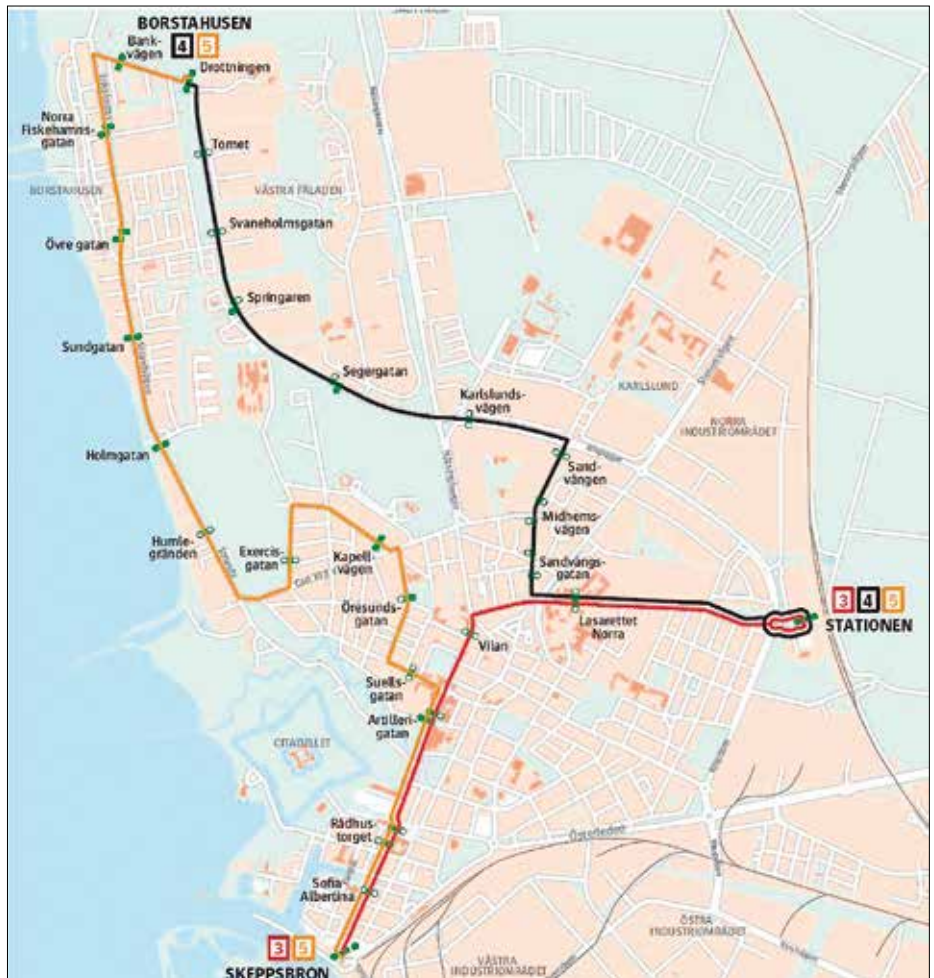 BORSTAHUSEN
4 5
Bank-
vägen
Drottningen
Norra
Fiskehamns-
gatan
Tornet
BORSTAHUSEN
VÄSTRA FÄLADEN
Svaneholmsgatan
Övre gatan
Springaren
Sundgatan
Segergatan
Karlslunds-
vägen
KARLSLUND
NORRA
INDUSTRIOMRÅDET
Holmgatan
Sand-
vången
Midhems-
vägen
Humle-
gränden
Exercis-
gatan
Kapell-
vägen
Sandvångs-
gatan
Öresunds-
gatan
Lasarettet
Norra
3 4 5
STATIONEN
Vilan
Suells-
gatan
Artilleri-
gatan
CITADELLET
Rådhus-
torget
Österleden
Sofia
Albertina
ÖSTRA
INDUSTRIOMRÅDET
3 5
SKEPPSBRON
VÄSTRA
INDUSTRIOMRÅDET